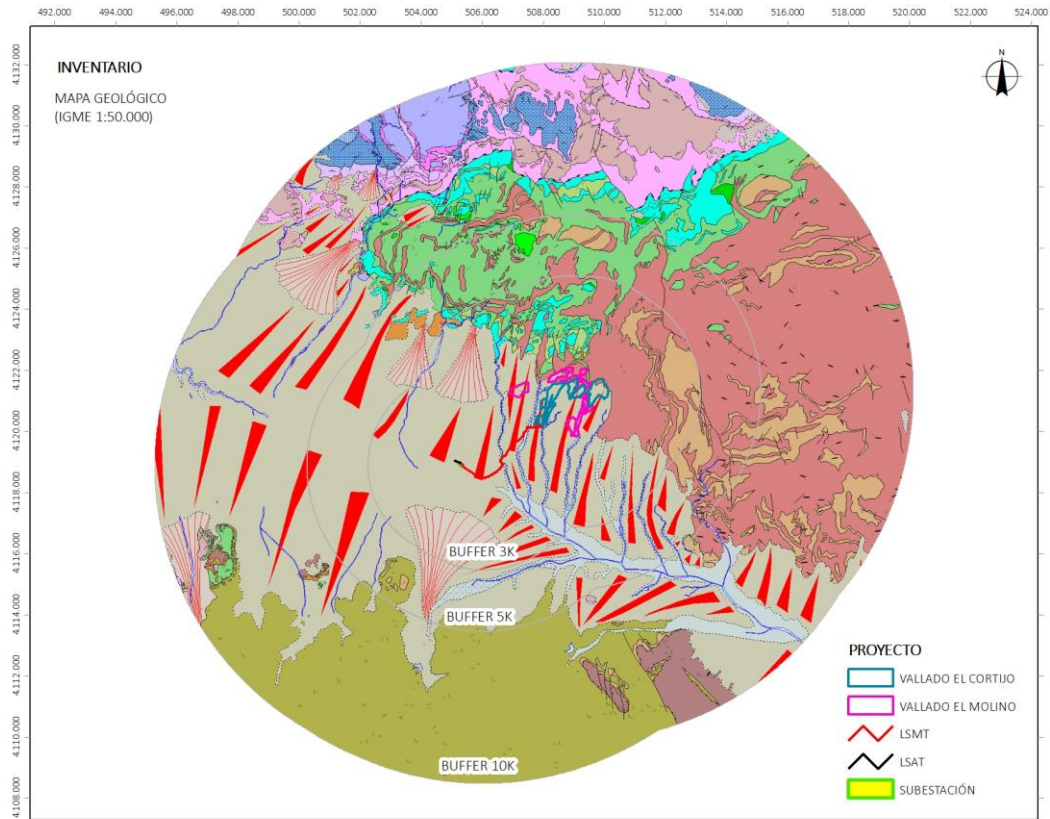 492.000 494.000 496.000 498.000 500.000 502.000 504.000 506.000 508.000 510.000 512.000 514.000 516.000 518.000 520.000 522.000 524.000
4.132.000
4.130.000
4.128.000
4.126.000
4.124.000
4.122.000
4.120.000
4.118.000
4.116.000
4.114.000
4.112.000
4.110.000
4.108.000
INVENTARIO
MAPA GEOLÓGICO
(IGME 1:50.000)
N
BUFFER 3K
BUFFER 5K
BUFFER 10K
PROYECTO
VALLADO EL CORTIJO
VALLADO EL MOLINO
LSMT
LSAT
SUBESTACIÓN